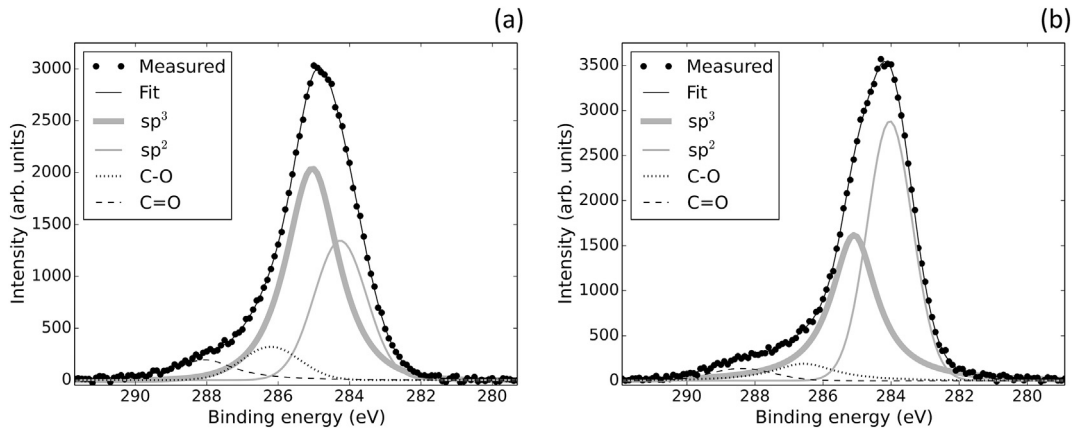 (a)
3000
2500
2000
1500
1000
500
0
Intensity (arb. units)
Measured
Fit
sp³
sp²
C-O
C=O
290 288 286 284 282 280
Binding energy (eV)
(b)
3500
3000
2500
2000
1500
1000
500
0
Intensity (arb. units)
Measured
Fit
sp³
sp²
C-O
C=O
290 288 286 284 282 280
Binding energy (eV)